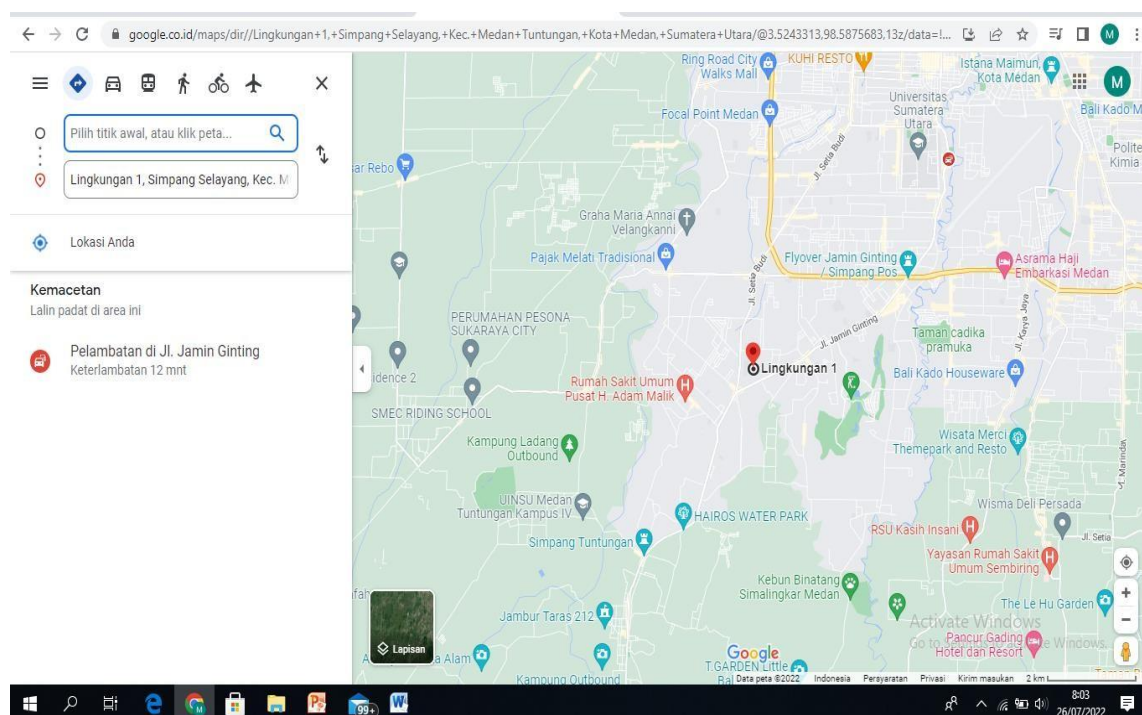 google.co.id/maps/dir//Lingkungan+1,+Simpang+Selayang,+Kec.+Medan+Tuntungan,+Kota+Medan,+Sumatera+Utara/@3.5243313,98.5875683,13z/data=!...
M
Pilih titik awal, atau klik peta...
Lingkungan 1, Simpang Selayang, Kec. M
Lokasi Anda
Kemacetan
Lalin padat di area ini
Pelambatan di Jl. Jamin Ginting
Keterlambatan 12 mnt
Ring Road City
Walks Mall
KUHI RESTO
Istana Maimun,
Kota Medan
M
Focal Point Medan
Universitas
Sumatera
Utara
Bali Kado M
Polite
Kimia
sar Rebo
Jl. Setia Budi
Graha Maria Annai
Velangkanni
Pajak Melati Tradisional
Jl. Setia Budi
Flyover Jamin Ginting
/ Simpang Pos
Asrama Haji
Embarkasi Medan
PERUMAHAN PESONA
SUKARAYA CITY
Jl. Jamin Ginting
Taman cadika
pramuka
Jl. Karya Jaya
idence 2
Lingkungan 1
Bali Kado Houseware
Rumah Sakit Umum
Pusat H. Adam Malik
SMEC RIDING SCHOOL
Kampung Ladang
Outbound
Wisata Merci
Themepark and Resto
Jl. Marindal
UINSU Medan
Tuntungan Kampus IV
HAIROS WATER PARK
Wisma Deli Persada
RSU Kasih Insani
Jl. Setia
Simpang Tuntungan
Yayasan Rumah Sakit
Umum Sembiring
Kebun Binatang
Simalingkar Medan
The Le Hu Garden
Jambur Taras 212
Activate Windows
Go to Settings to activate Windows.
Pancur Gading
Hotel dan Resort
Lapisan
a Alam
Kampung Outbound
Google
T.GARDEN Little
Bal
Data peta ©2022 Indonesia Persyaratan Privasi Kirim masukan 2 km
99+
8:03
26/07/2022